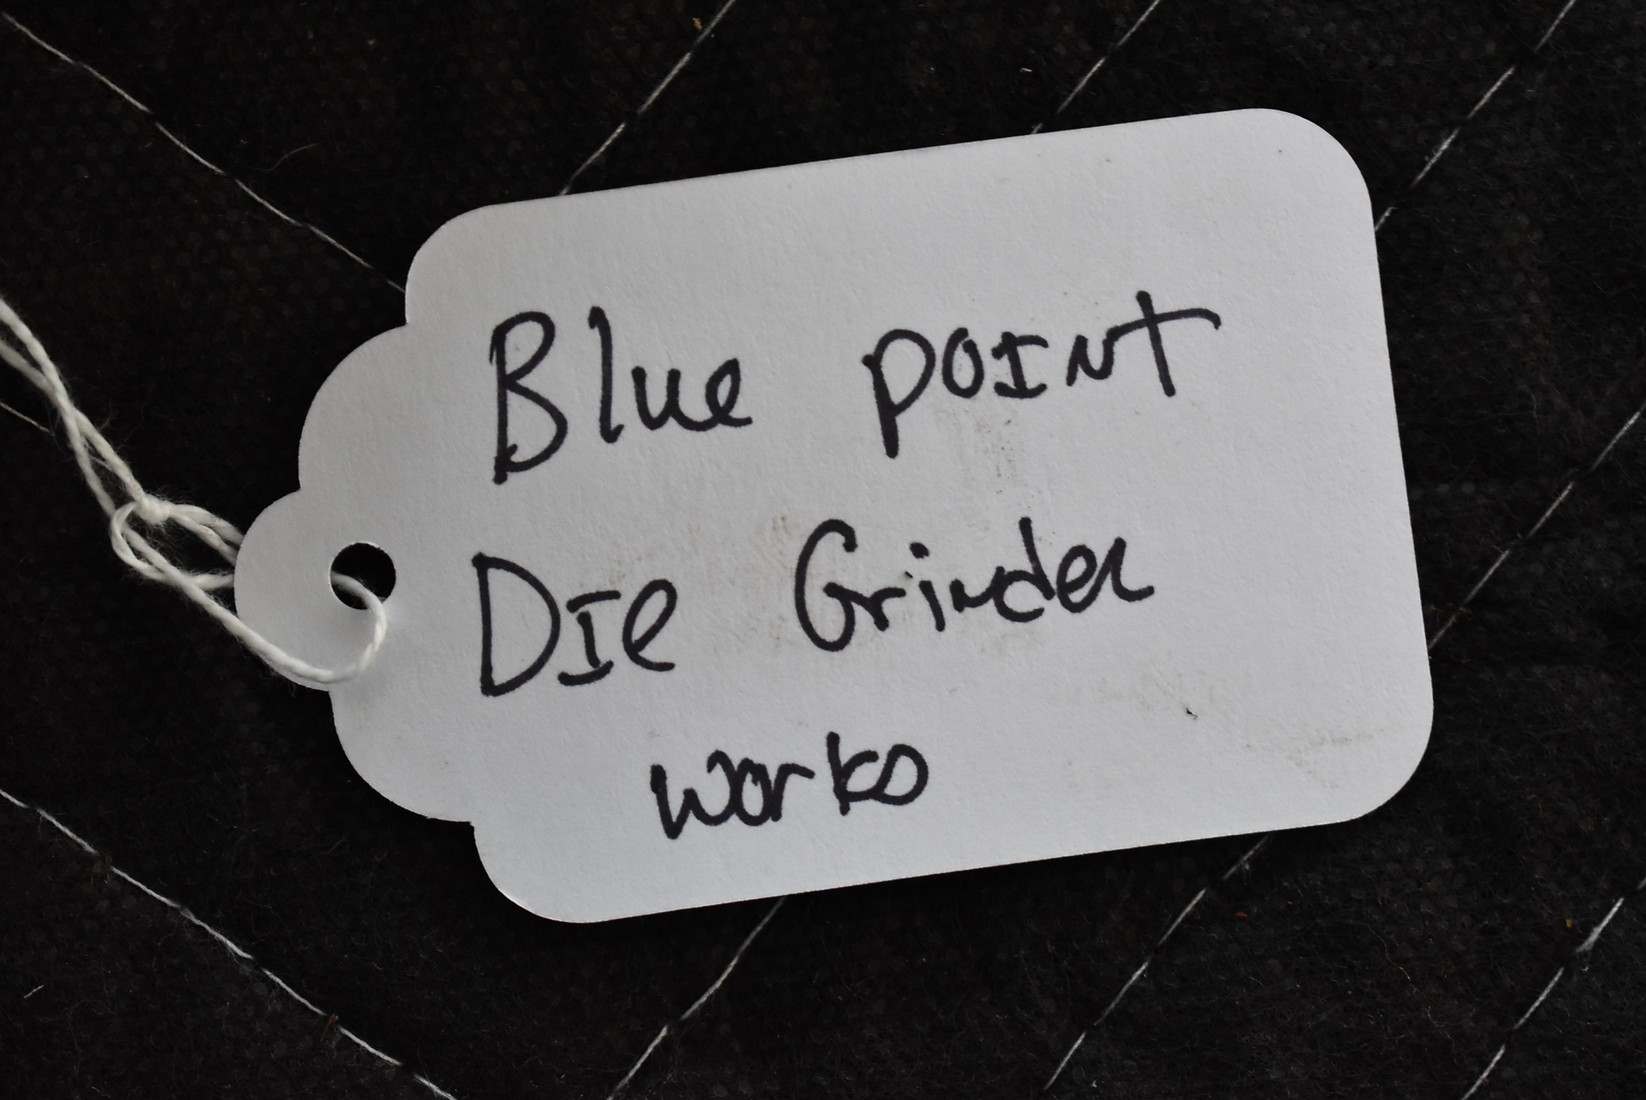 Blue point
Die Grinder
works